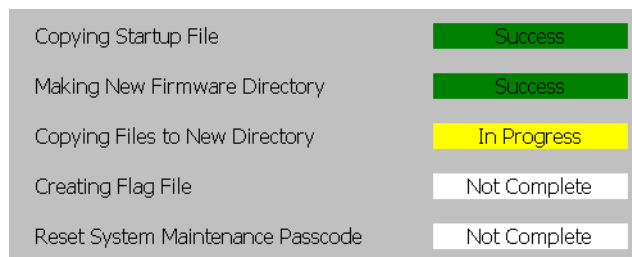 Copying Startup File Success
Making New Firmware Directory Success
Copying Files to New Directory In Progress
Creating Flag File Not Complete
Reset System Maintenance Passcode Not Complete